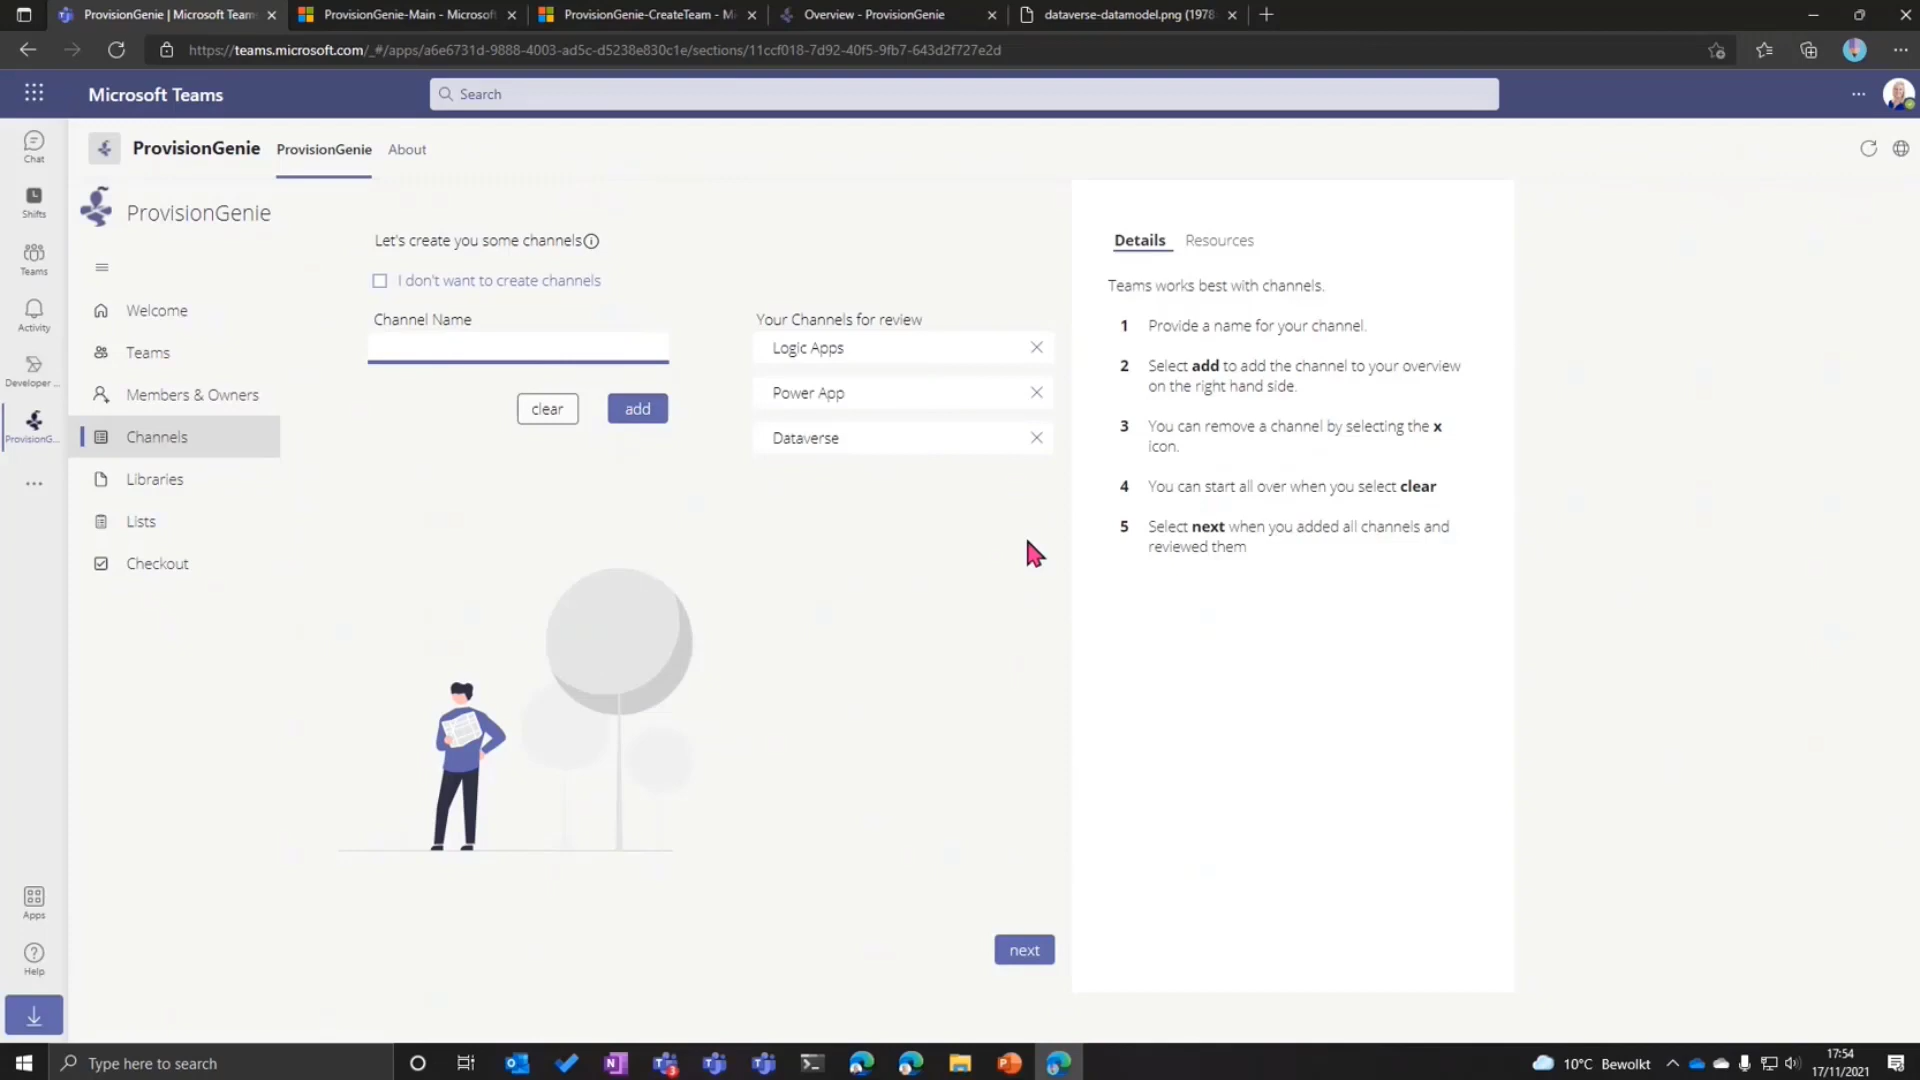 ProvisionGenie | Microsoft Teams
ProvisionGenie-Main - Microsoft
ProvisionGenie-CreateTeam - Mi
Overview - ProvisionGenie
dataverse-datamodel.png (1978
https://teams.microsoft.com/_#/apps/a6e6731d-9888-4003-ad5c-d5238e830c1e/sections/11ccf018-7d92-40f5-9fb7-643d2f727e2d
Microsoft Teams
Search
Chat
Shifts
Teams
Activity
Developer ...
ProvisionG...
Apps
Help
ProvisionGenie
ProvisionGenie
About
ProvisionGenie
Welcome
Teams
Members & Owners
Channels
Libraries
Lists
Checkout
Let's create you some channels
I don't want to create channels
Channel Name
clear
add
Your Channels for review
Logic Apps
Power App
Dataverse
next
Details
Resources
Teams works best with channels.
1 Provide a name for your channel.
2 Select add to add the channel to your overview
on the right hand side.
3 You can remove a channel by selecting the x
icon.
4 You can start all over when you select clear
5 Select next when you added all channels and
reviewed them
Type here to search
3
10°C Bewolkt
17:54
17/11/2021